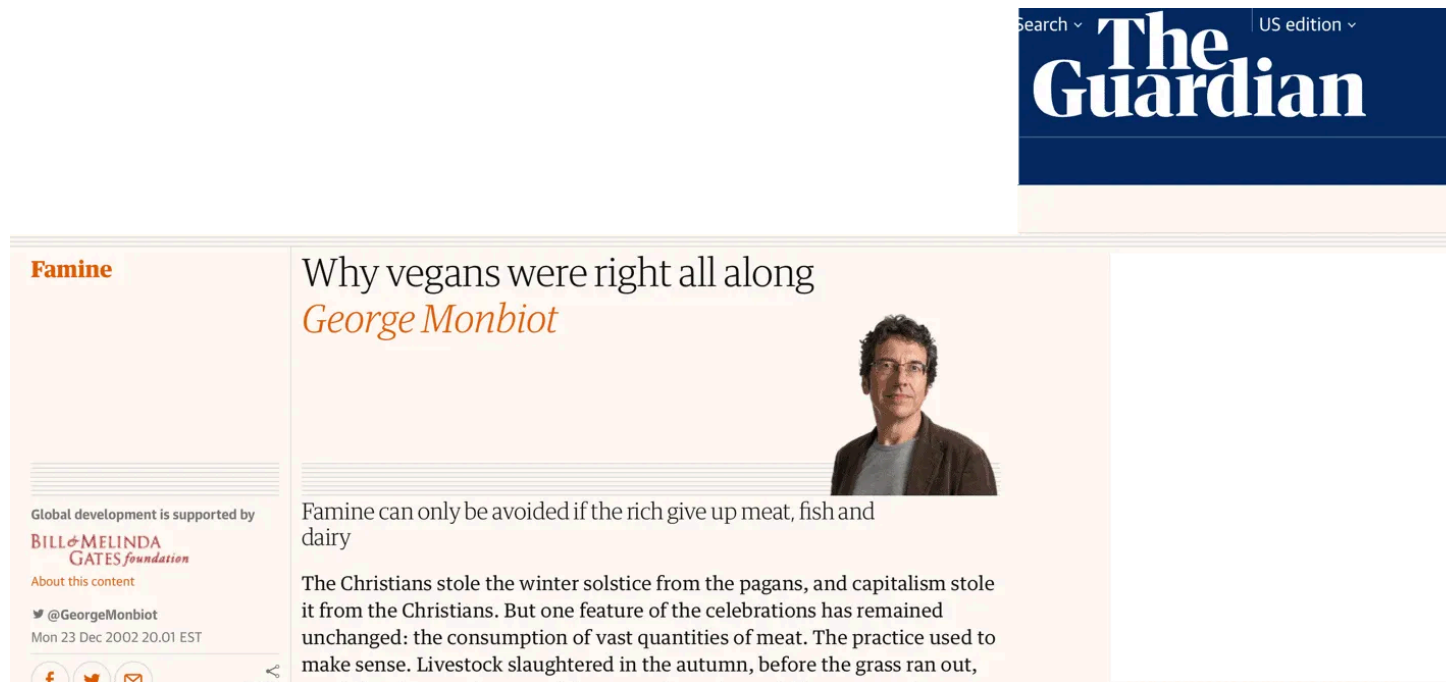 Search
US edition
The
Guardian
Famine
Why vegans were right all along
George Monbiot
Global development is supported by
BILL & MELINDA
GATES foundation
About this content
@GeorgeMonbiot
Mon 23 Dec 2002 20.01 EST
Famine can only be avoided if the rich give up meat, fish and
dairy
The Christians stole the winter solstice from the pagans, and capitalism stole
it from the Christians. But one feature of the celebrations has remained
unchanged: the consumption of vast quantities of meat. The practice used to
make sense. Livestock slaughtered in the autumn, before the grass ran out,